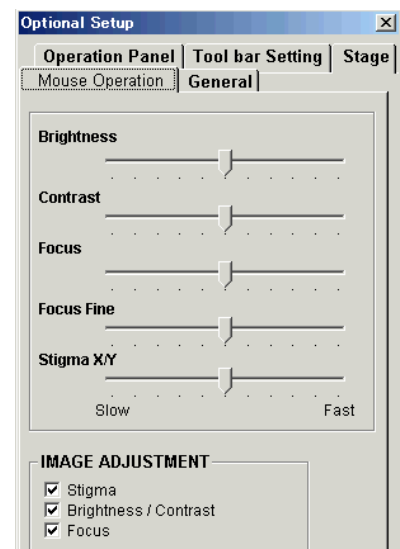 Optional Setup
Operation Panel Tool bar Setting Stage
Mouse Operation General
Brightness
Contrast
Focus
Focus Fine
Stigma X/Y
Slow Fast
IMAGE ADJUSTMENT
Stigma
Brightness / Contrast
Focus